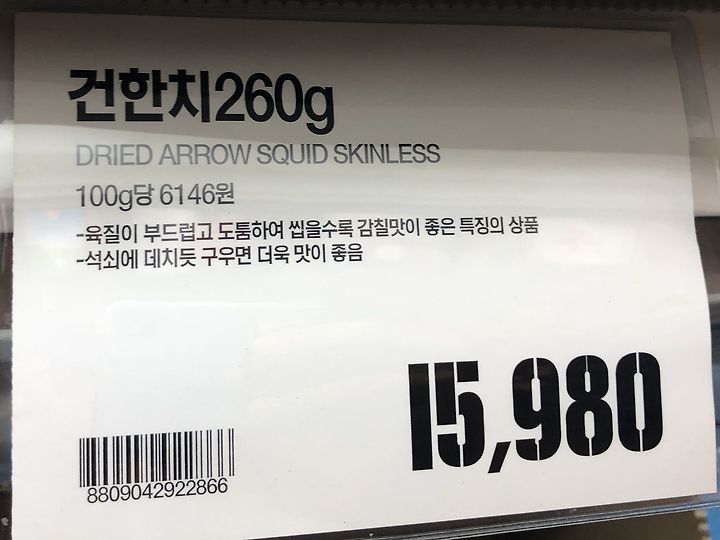 건한치260g
DRIED ARROW SQUID SKINLESS
100g당 6146원
-육질이 부드럽고 도톰하여 씹을수록 감칠맛이 좋은 특징의 상품
-석쇠에 데치듯 구우면 더욱 맛이 좋음
15,980
8809042922866